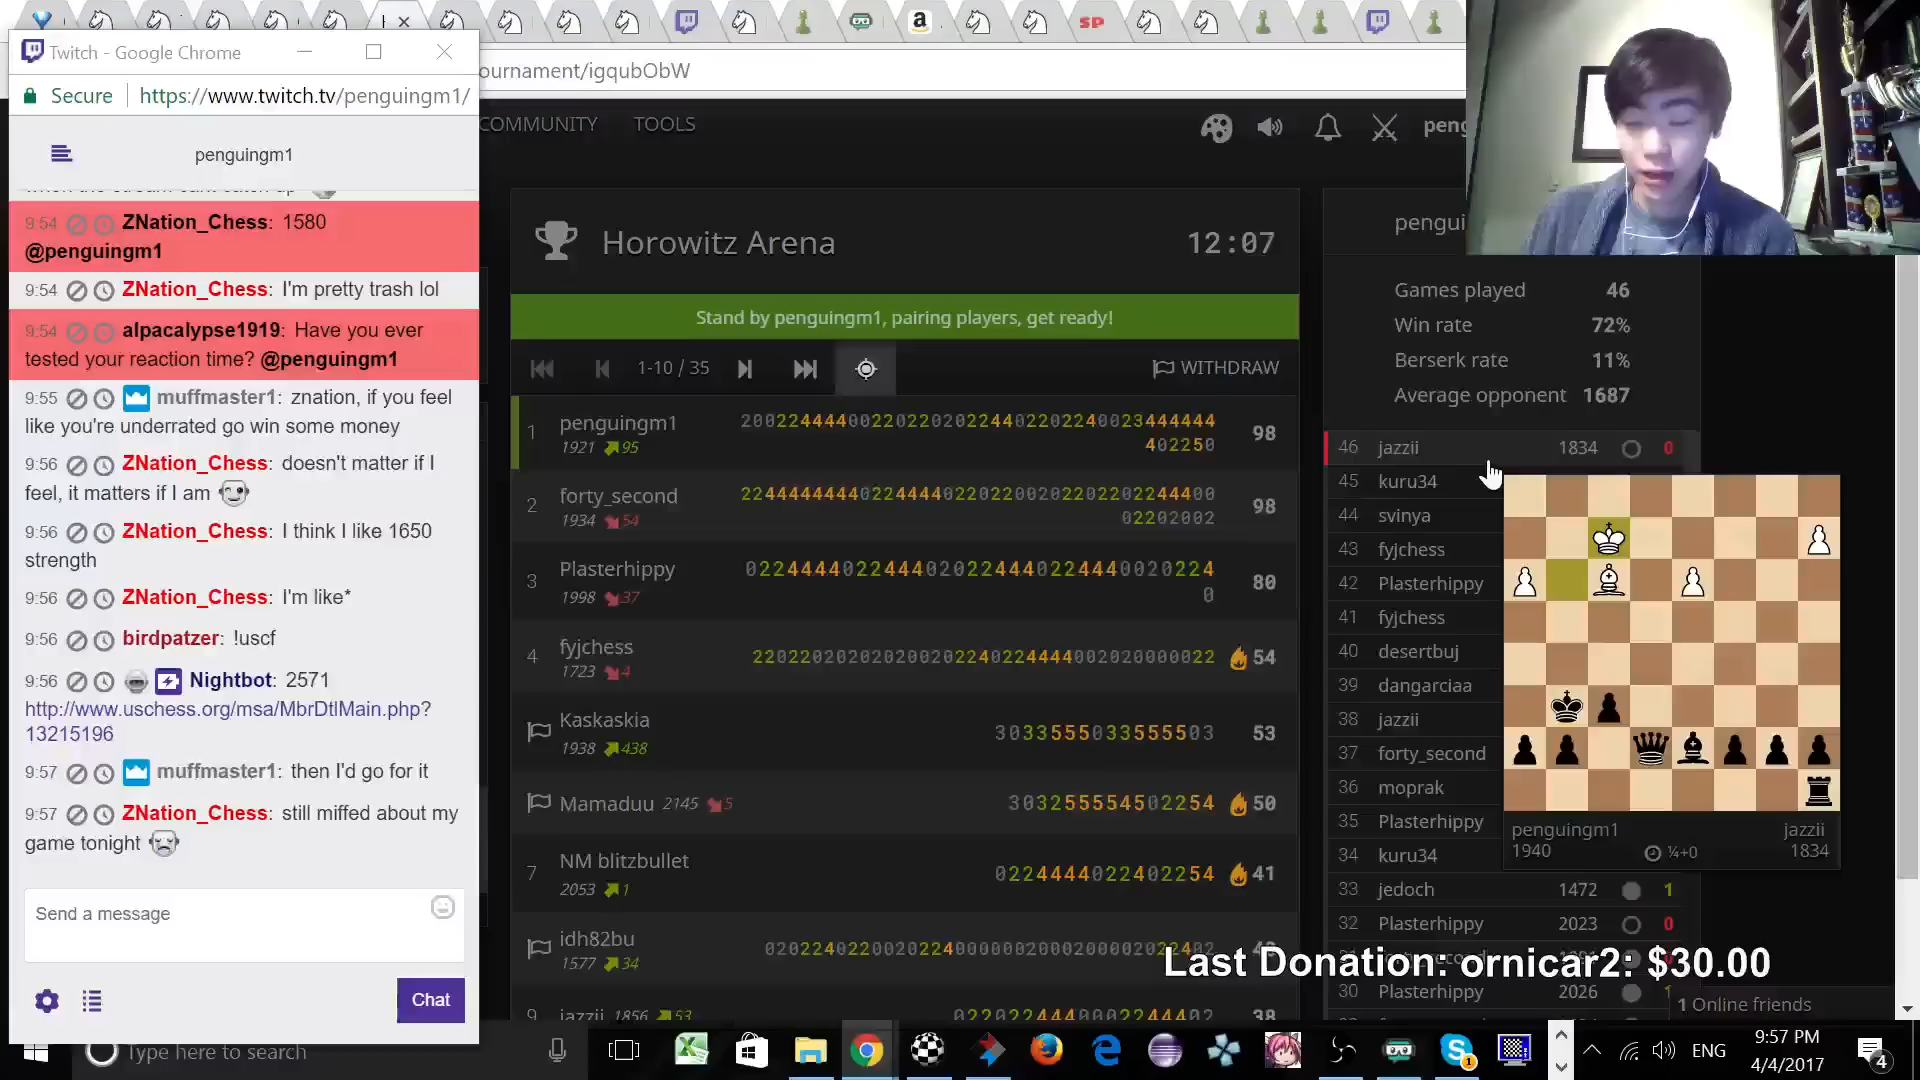 Twitch - Google Chrome
Secure
https://www.twitch.tv/penguingm1/
ournament/igqubObW
COMMUNITY
TOOLS
peng
penguingm1
9:54 ZNation_Chess: 1580
@penguingm1
9:54 ZNation_Chess: I'm pretty trash lol
9:54 alpacalypse1919: Have you ever
tested your reaction time? @penguingm1
9:55 muffmaster1: znation, if you feel
like you're underrated go win some money
9:56 ZNation_Chess: doesn't matter if I
feel, it matters if I am
9:56 ZNation_Chess: I think I like 1650
strength
9:56 ZNation_Chess: I'm like*
9:56 birdpatzer: !uscf
9:56 Nightbot: 2571
http://www.uschess.org/msa/MbrDtlMain.php?
13215196
9:57 muffmaster1: then I'd go for it
9:57 ZNation_Chess: still miffed about my
game tonight
Send a message
Chat
Horowitz Arena
12:07
Stand by penguingm1, pairing players, get ready!
1-10 / 35
WITHDRAW
1 penguingm1 98
1921 95
402250
2 forty_second 98
1934 54
02202002
3 Plasterhippy 80
1998 37
0
4 fyjchess 54
1723 4
Kaskaskia 3033555033555503 53
1938 438
Mamaduu 2145 5 303255554502254 50
7 NM blitzbullet 0224444022402254 41
2053 1
idh82bu
1577 34
9 jazzii 1856 53 38
pengui
Games played 46
Win rate 72%
Berserk rate 11%
Average opponent 1687
46 jazzii 1834 0
45 kuru34
44 svinya
43 fyjchess
42 Plasterhippy
41 fyjchess
40 desertbuj
39 dangarciaa
38 jazzii
37 forty_second
36 moprak
35 Plasterhippy
34 kuru34
33 jedoch 1472 1
32 Plasterhippy 2023 0
30 Plasterhippy 2026 1
penguingm1 jazzii
1940 ¼+0 1834
Last Donation: ornicar2: $30.00
1 Online friends
Type here to search
ENG
9:57 PM
4/4/2017
4